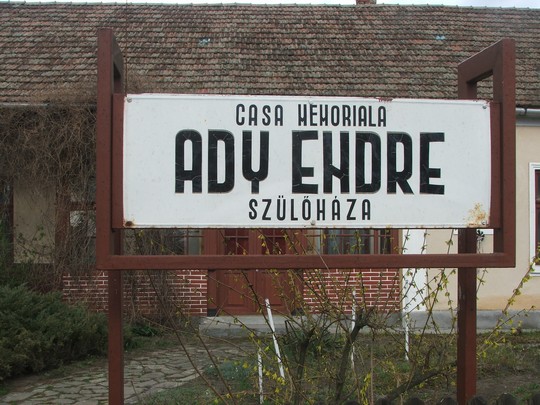 CASA MEMORIALA
ADY ENDRE
SZÜLŐHÁZA